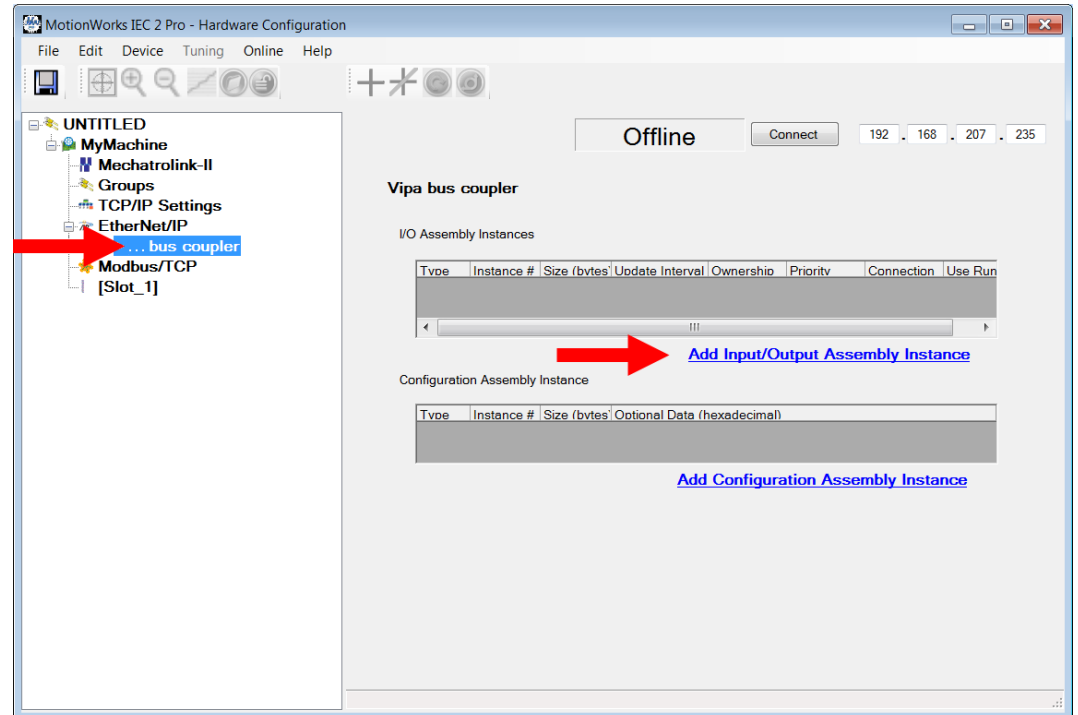 MotionWorks IEC 2 Pro - Hardware Configuration
File Edit Device Tuning Online Help
UNTITLED
MyMachine
Mechatrolink-II
Groups
TCP/IP Settings
EtherNet/IP
... bus coupler
Modbus/TCP
[Slot_1]
Offline Connect 192 . 168 . 207 . 235
Vipa bus coupler
I/O Assembly Instances
Type Instance # Size (bytes) Update Interval Ownership Priority Connection Use Run
Add Input/Output Assembly Instance
Configuration Assembly Instance
Type Instance # Size (bytes) Optional Data (hexadecimal)
Add Configuration Assembly Instance